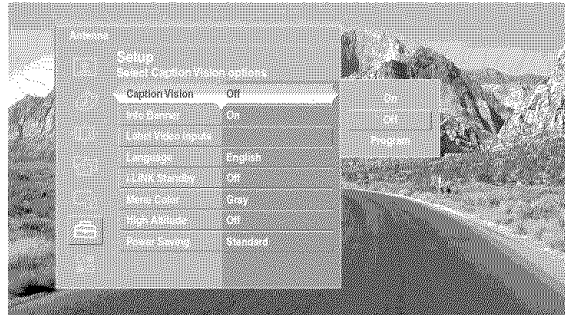 Antenna
Setup
Select Caption Vision options
Caption Vision Off
Info Banner On
Label Video Inputs
Language English
i.LINK Standby Off
Menu Color Gray
High Altitude Off
Power Saving Standard
On
Off
Program